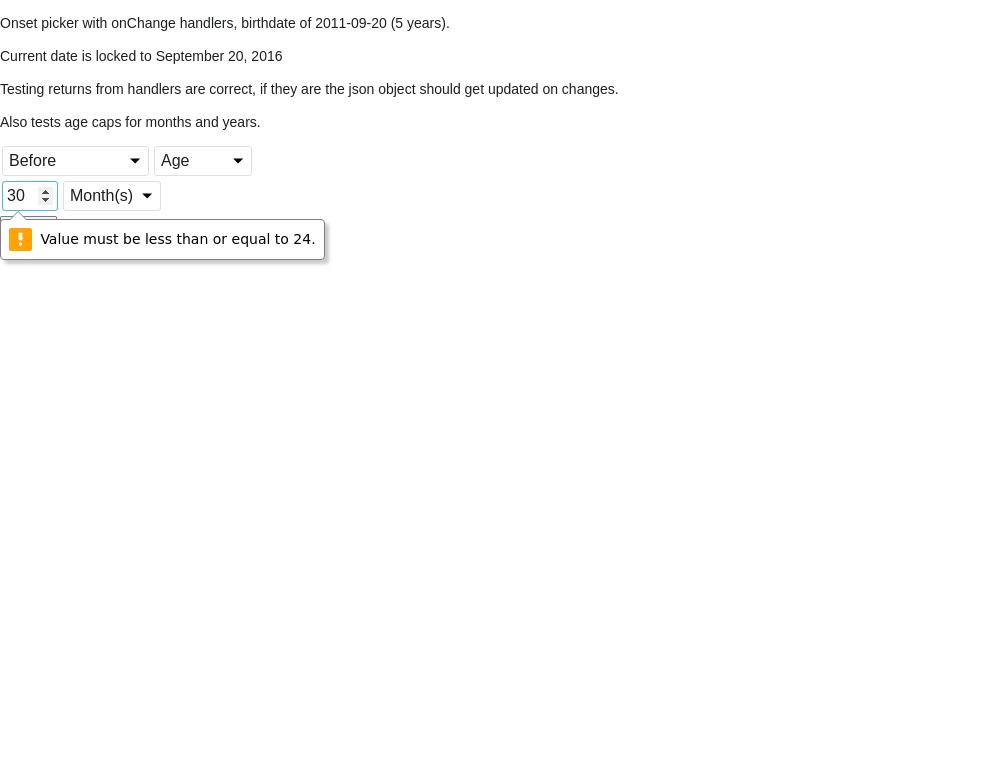 Onset picker with onChange handlers, birthdate of 2011-09-20 (5 years).
Current date is locked to September 20, 2016
Testing returns from handlers are correct, if they are the json object should get updated on changes.
Also tests age caps for months and years.
Before Age
30 Month(s)
Value must be less than or equal to 24.